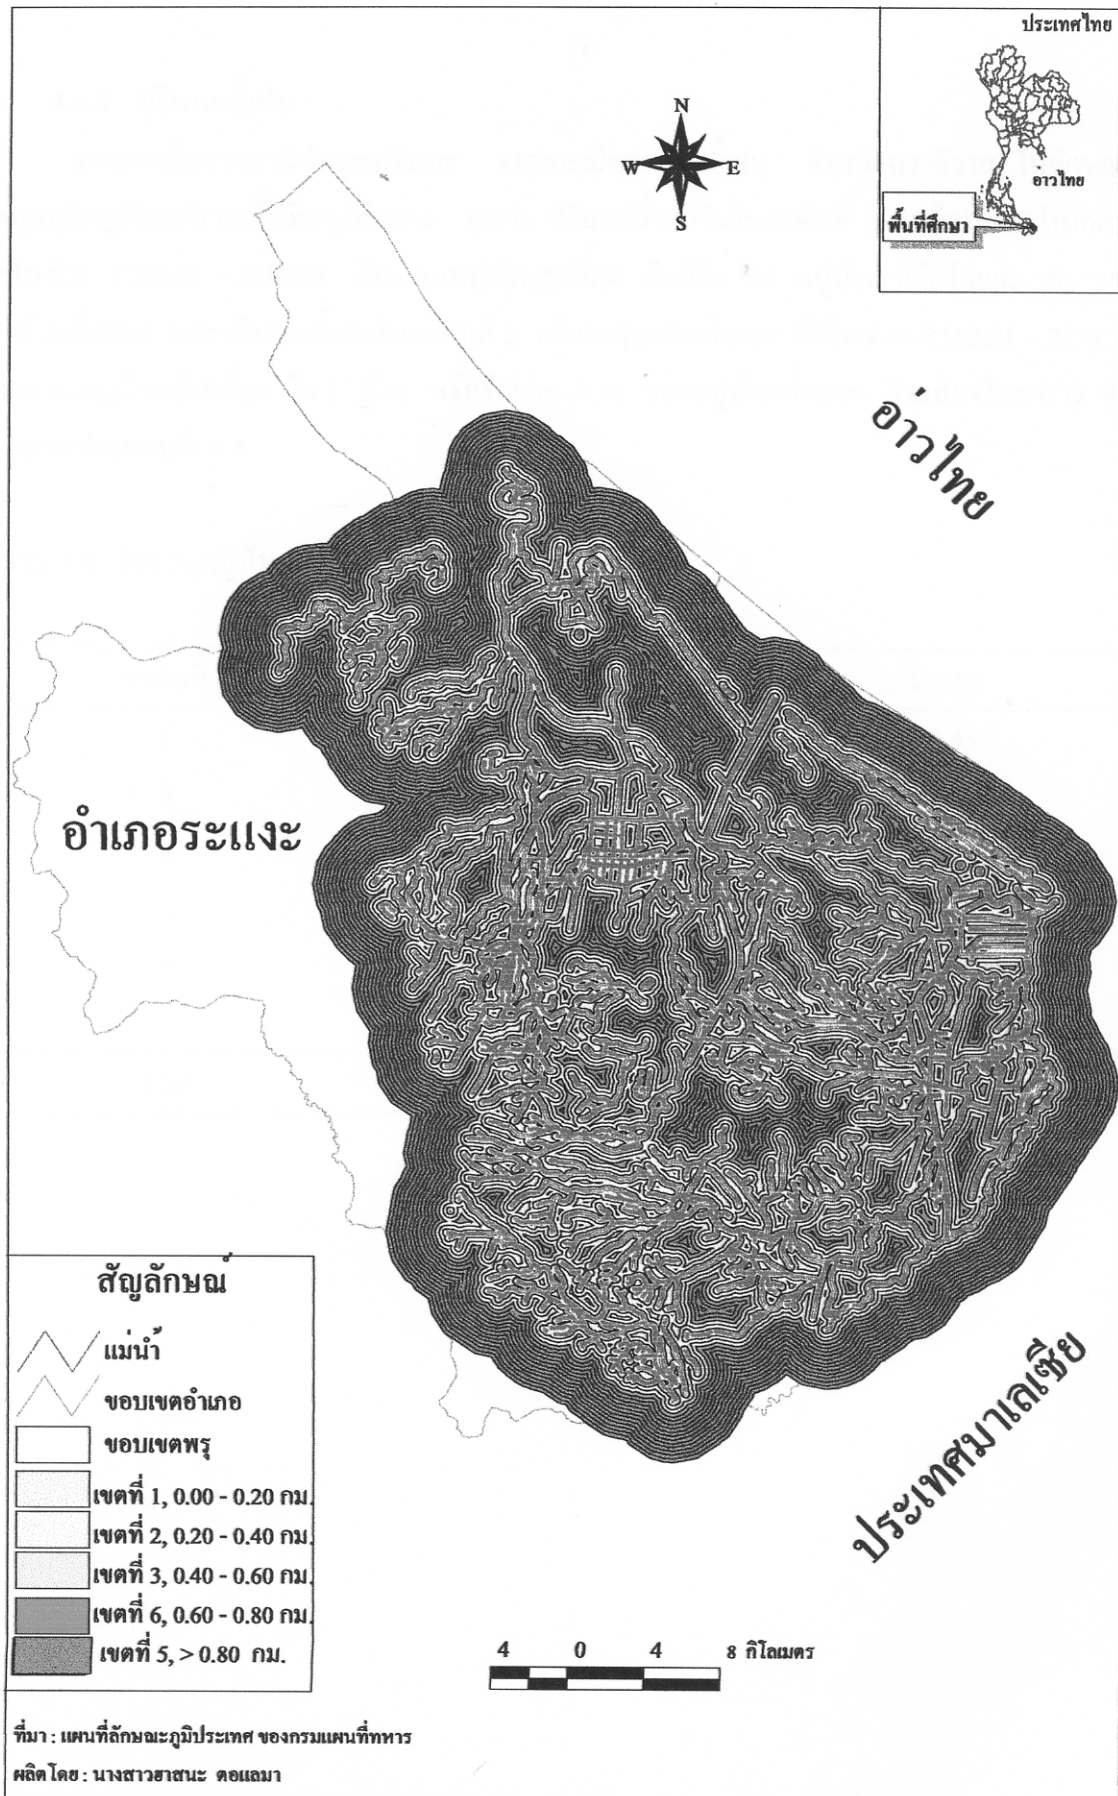 ประเทศไทย
อ่าวไทย
พื้นที่ศึกษา
N
W E
S
อ่าวไทย
อำเภอระแงะ
ประเทศมาเลเซีย
สัญลักษณ์
แม่น้ำ
ขอบเขตอำเภอ
ขอบเขตพรุ
เขตที่ 1, 0.00 - 0.20 กม.
เขตที่ 2, 0.20 - 0.40 กม.
เขตที่ 3, 0.40 - 0.60 กม.
เขตที่ 6, 0.60 - 0.80 กม.
เขตที่ 5, > 0.80 กม.
4 0 4 8 กิโลเมตร
ที่มา : แผนที่ลักษณะภูมิประเทศ ของกรมแผนที่ทหาร
ผลิตโดย : นางสาวฮาสนะ ตอแลมา